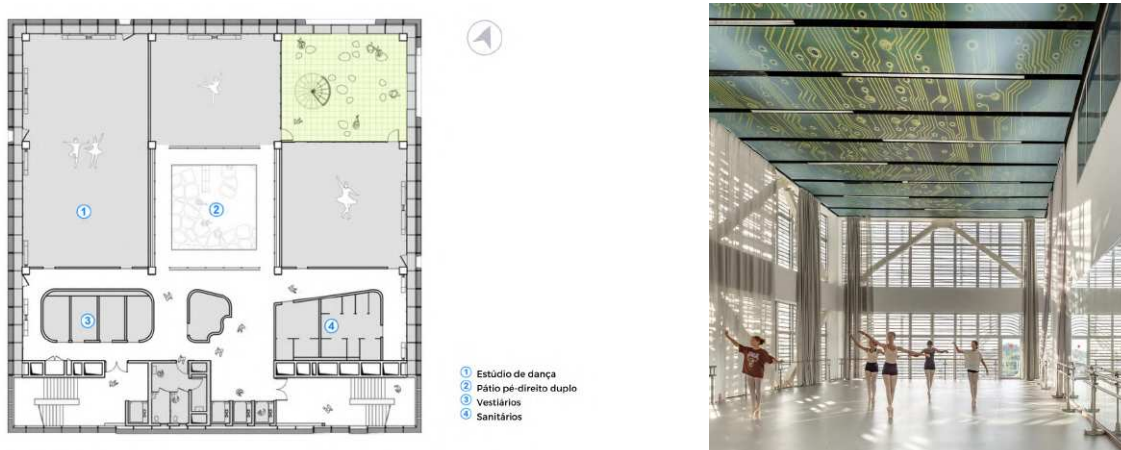 1
2
3
4
1 Estúdio de dança
2 Pátio pé-direito duplo
3 Vestiários
4 Sanitários